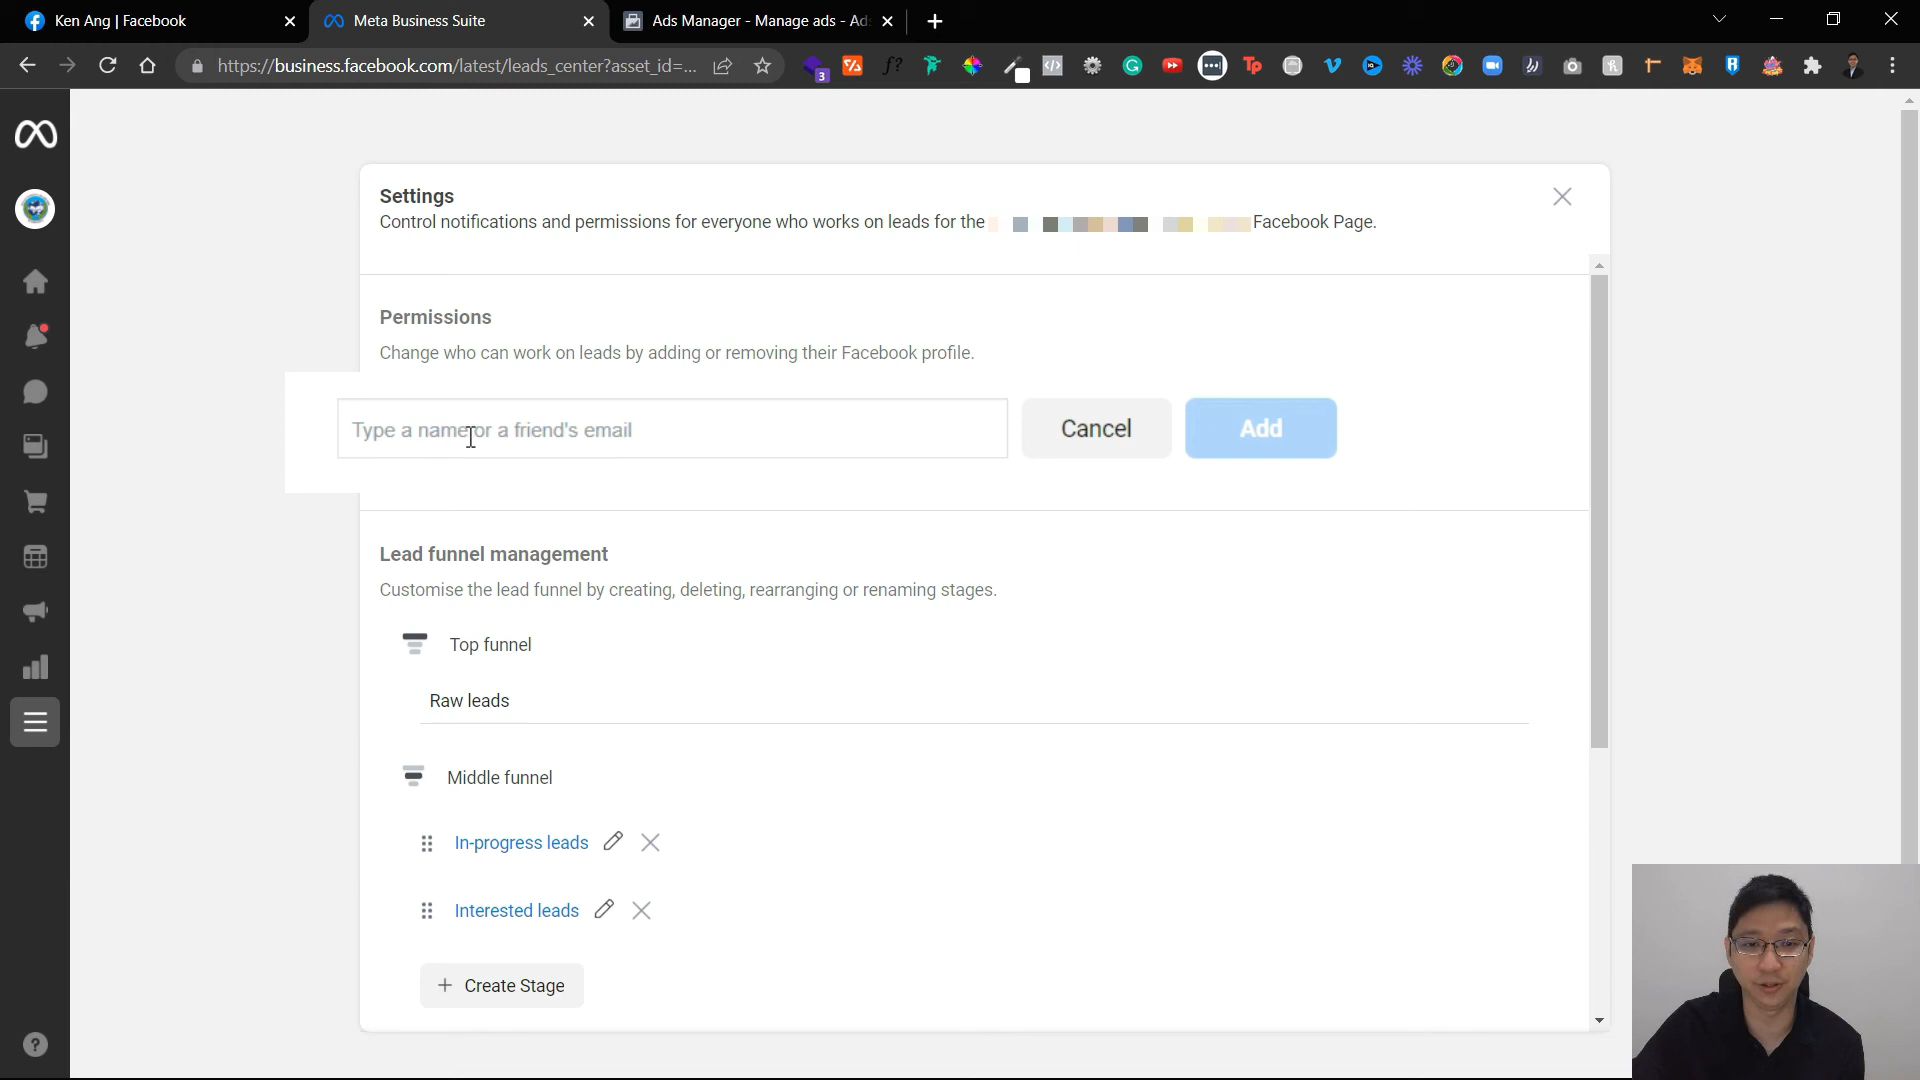 Ken Ang | Facebook
Meta Business Suite
Ads Manager - Manage ads - Ad
https://business.facebook.com/latest/leads_center?asset_id=...
3
f?
Tp
Settings
Control notifications and permissions for everyone who works on leads for the
Facebook Page.
Permissions
Change who can work on leads by adding or removing their Facebook profile.
Type a name or a friend's email
Cancel
Add
Lead funnel management
Customise the lead funnel by creating, deleting, rearranging or renaming stages.
Top funnel
Raw leads
Middle funnel
In-progress leads
Interested leads
+ Create Stage